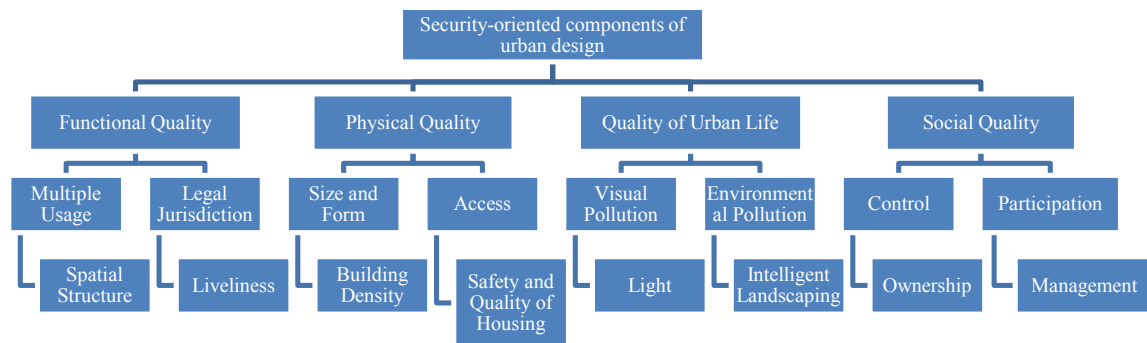 Security-oriented components of
urban design
Functional Quality
Physical Quality
Quality of Urban Life
Social Quality
Multiple
Usage
Legal
Jurisdiction
Size and
Form
Access
Visual
Pollution
Environment
al Pollution
Control
Participation
Spatial
Structure
Liveliness
Building
Density
Safety and
Quality of
Housing
Light
Intelligent
Landscaping
Ownership
Management